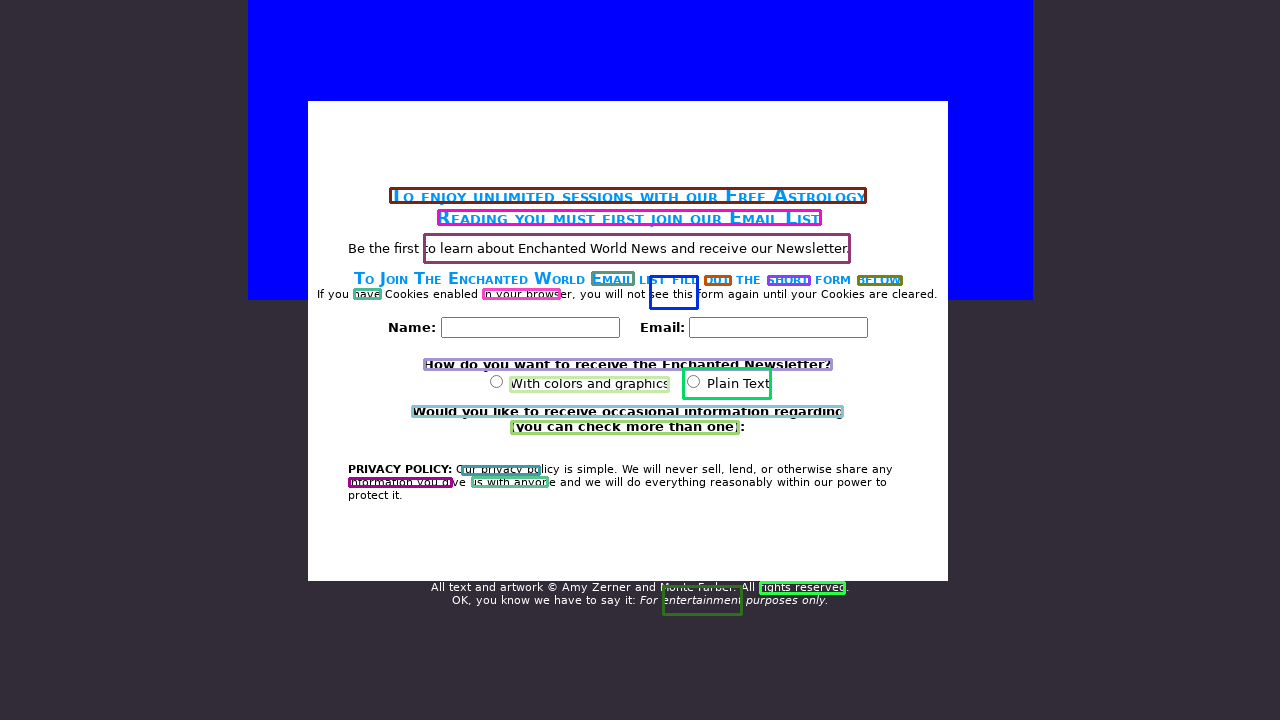 To enjoy unlimited sessions with our Free Astrology
Reading you must first join our Email List
Be the first to learn about Enchanted World News and receive our Newsletter.
To Join The Enchanted World Email list fill out the short form below
If you have Cookies enabled in your browser, you will not see this form again until your Cookies are cleared.
Name: Email:
How do you want to receive the Enchanted Newsletter?
With colors and graphics Plain Text
Would you like to receive occasional information regarding
(you can check more than one):
PRIVACY POLICY: Our privacy policy is simple. We will never sell, lend, or otherwise share any
information you give us with anyone and we will do everything reasonably within our power to
protect it.
All text and artwork © Amy Zerner and Monte Farber. All rights reserved.
OK, you know we have to say it: For entertainment purposes only.